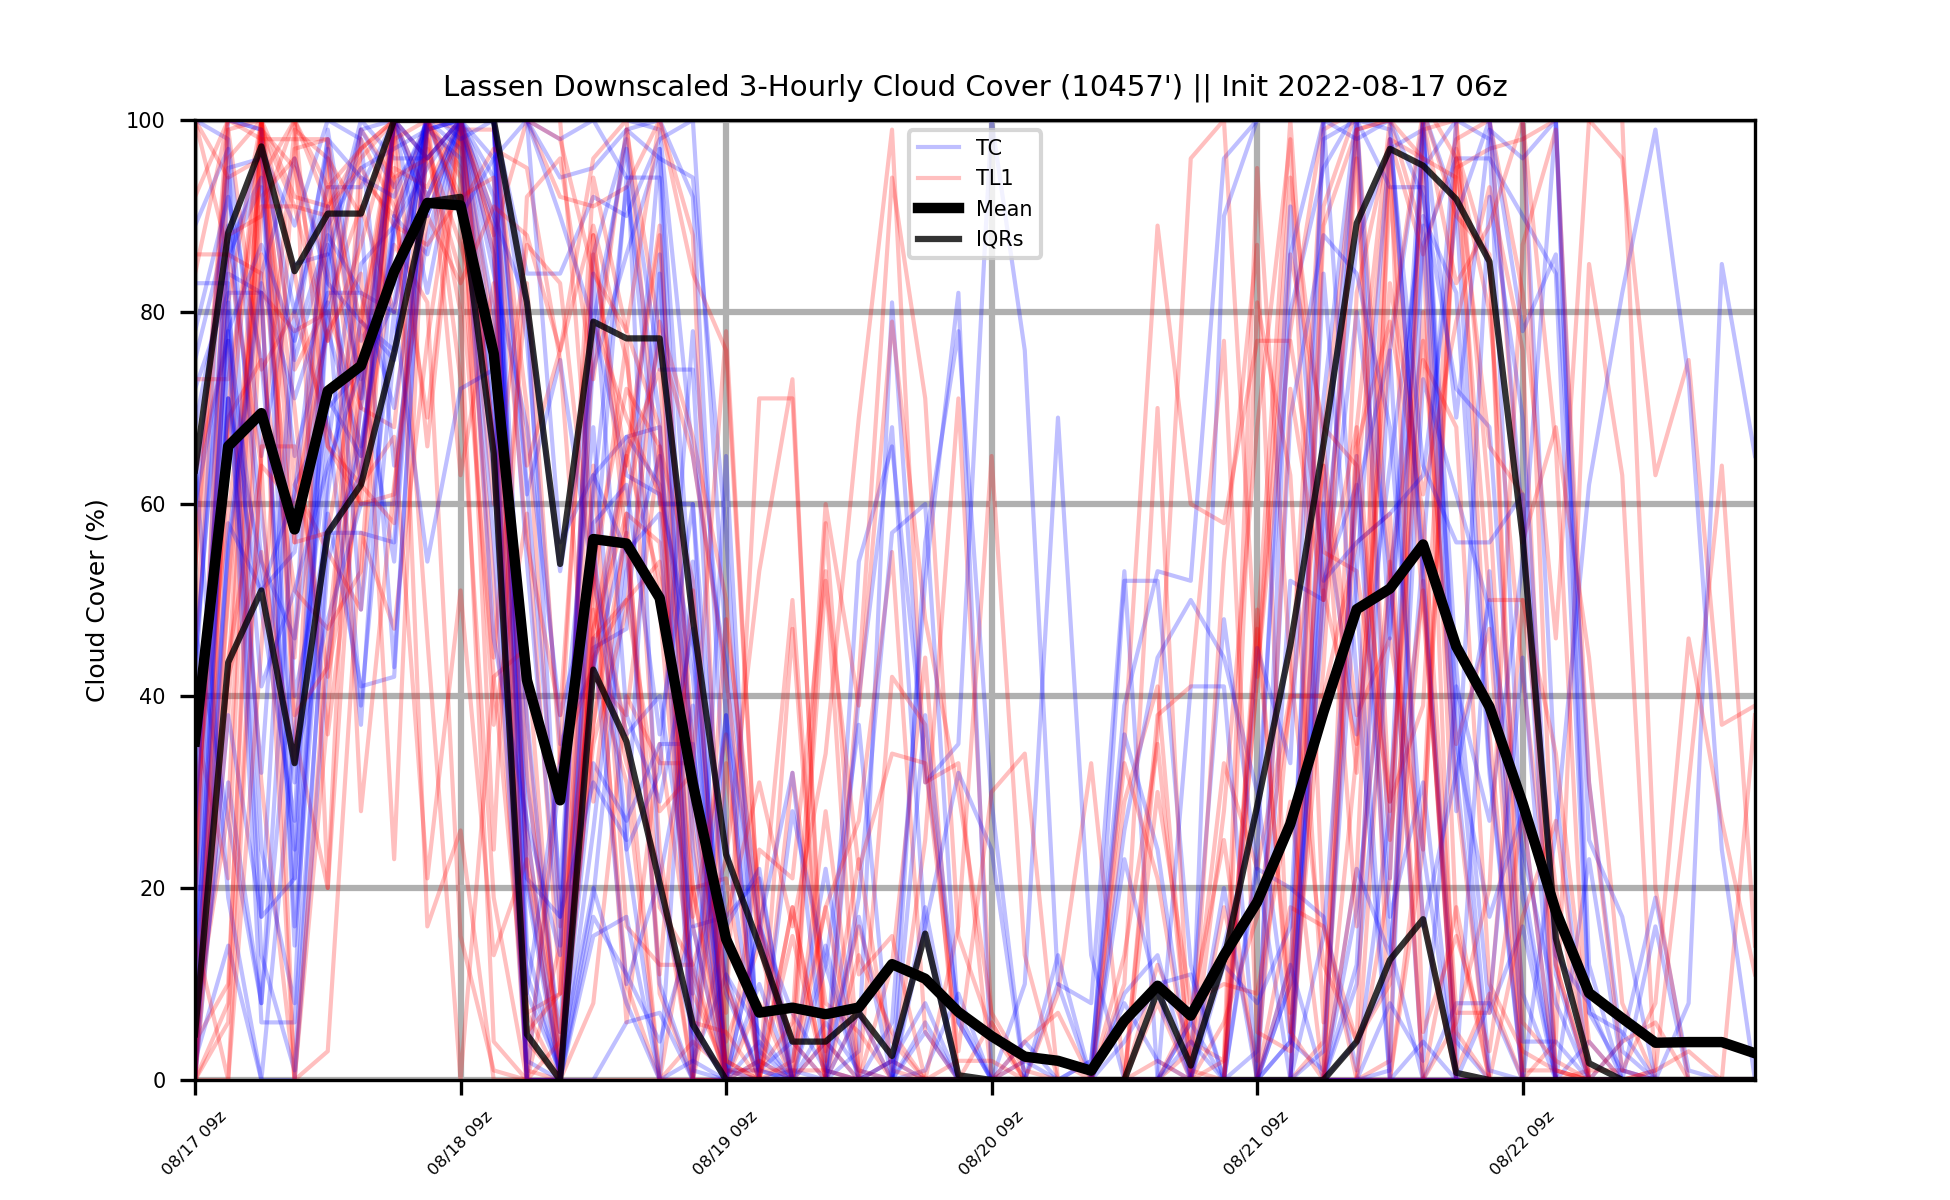 Lassen Downscaled 3-Hourly Cloud Cover (10457') || Init 2022-08-17 06z
100
80
60
40
20
0
Cloud Cover (%)
TC
TL1
Mean
IQRs
08/17 09z
08/18 09z
08/19 09z
08/20 09z
08/21 09z
08/22 09z